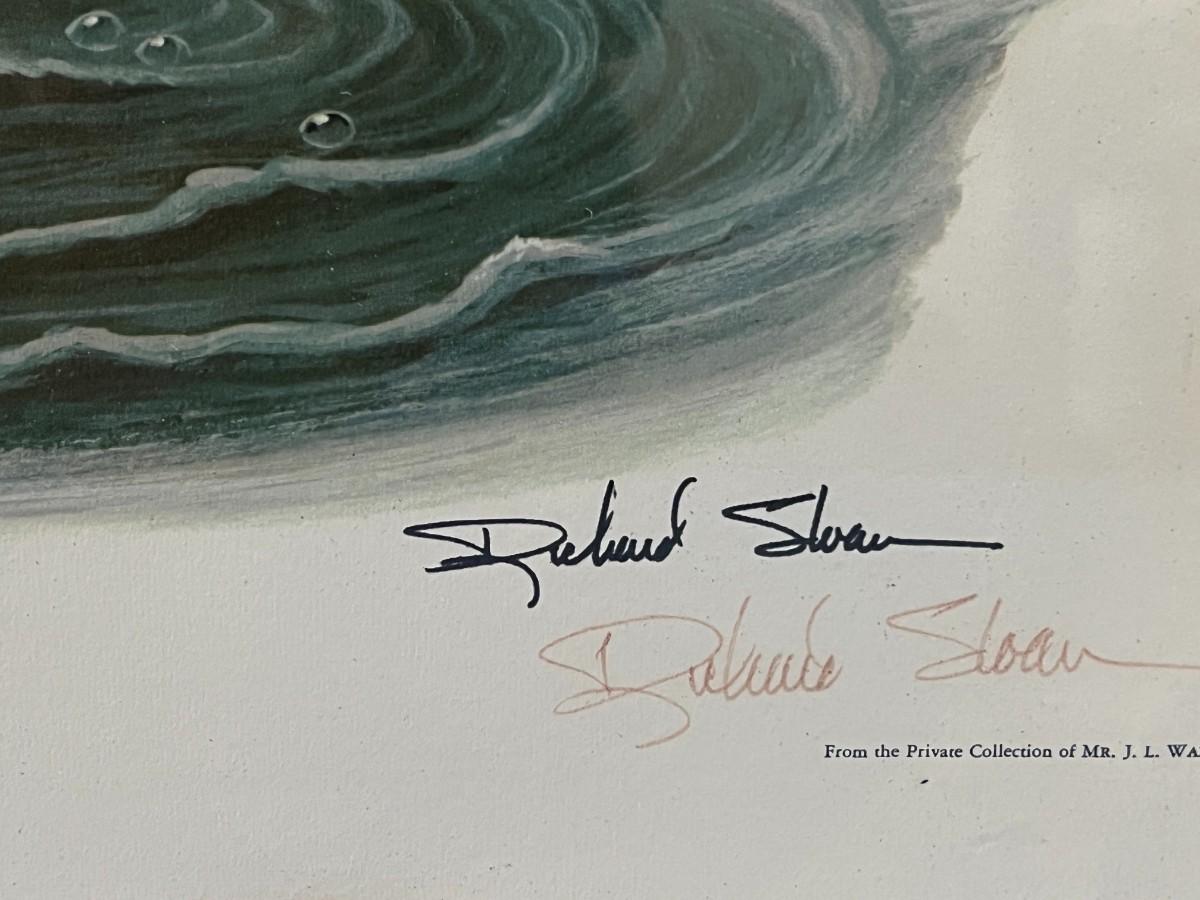 Richard Sloan
Richard Sloan
From the Private Collection of MR. J. L. WA